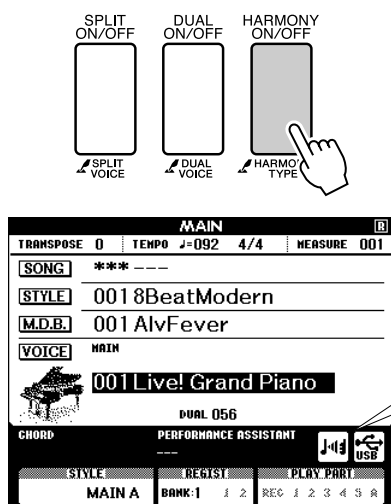 SPLIT ON/OFF
DUAL ON/OFF
HARMONY ON/OFF
SPLIT VOICE
DUAL VOICE
HARMO TYPE
MAIN R
TRANSPOSE 0 TEMPO ♩=092 4/4 MEASURE 001
SONG *** ---
STYLE 001 8BeatModern
M.D.B. 001 AlvFever
VOICE MAIN
001 Live! Grand Piano
DUAL 056
CHORD PERFORMANCE ASSISTANT
---
USB
STYLE REGIST PLAY PART
MAIN A BANK:1 1 2 REC 1 2 3 4 5 A